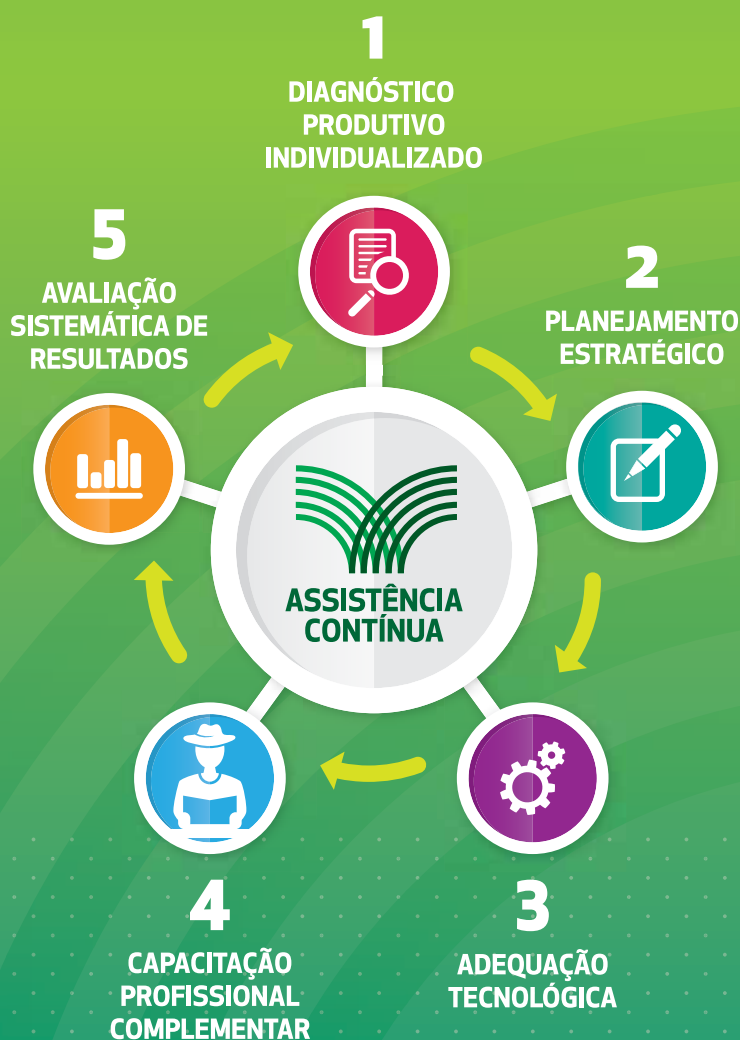 1
DIAGNÓSTICO
PRODUTIVO
INDIVIDUALIZADO
2
PLANEJAMENTO
ESTRATÉGICO
3
ADEQUAÇÃO
TECNOLÓGICA
4
CAPACITAÇÃO
PROFISSIONAL
COMPLEMENTAR
5
AVALIAÇÃO
SISTEMÁTICA DE
RESULTADOS
ASSISTÊNCIA
CONTÍNUA